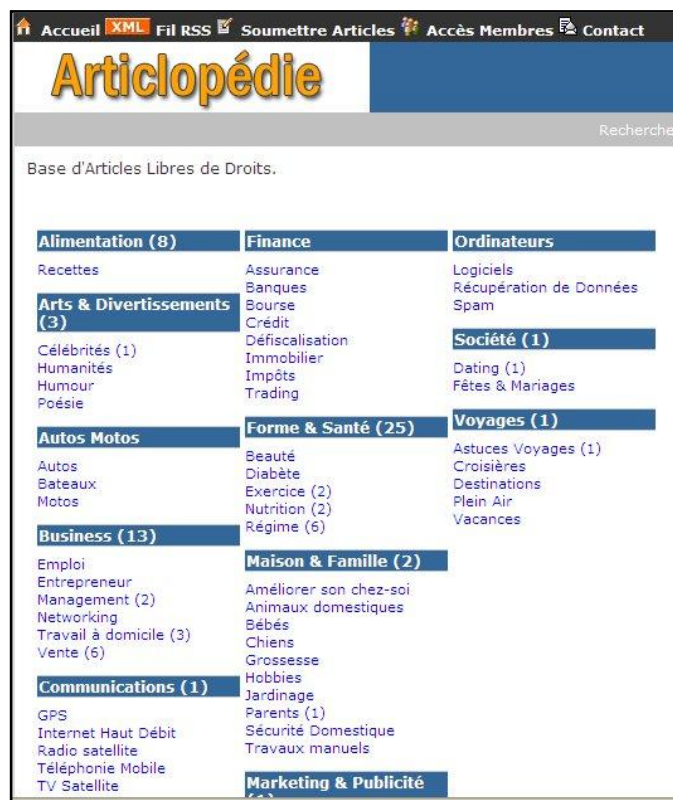 Accueil XML Fil RSS Soumettre Articles Accès Membres Contact
Articlopédie
Recherche
Base d'Articles Libres de Droits.
Alimentation (8)
Recettes
Arts & Divertissements
(3)
Célébrités (1)
Humanités
Humour
Poésie
Autos Motos
Autos
Bateaux
Motos
Business (13)
Emploi
Entrepreneur
Management (2)
Networking
Travail à domicile (3)
Vente (6)
Communications (1)
GPS
Internet Haut Débit
Radio satellite
Téléphonie Mobile
TV Satellite
Finance
Assurance
Banques
Bourse
Crédit
Défiscalisation
Immobilier
Impôts
Trading
Forme & Santé (25)
Beauté
Diabète
Exercice (2)
Nutrition (2)
Régime (6)
Maison & Famille (2)
Améliorer son chez-soi
Animaux domestiques
Bébés
Chiens
Grossesse
Hobbies
Jardinage
Parents (1)
Sécurité Domestique
Travaux manuels
Marketing & Publicité
Ordinateurs
Logiciels
Récupération de Données
Spam
Société (1)
Dating (1)
Fêtes & Mariages
Voyages (1)
Astuces Voyages (1)
Croisières
Destinations
Plein Air
Vacances